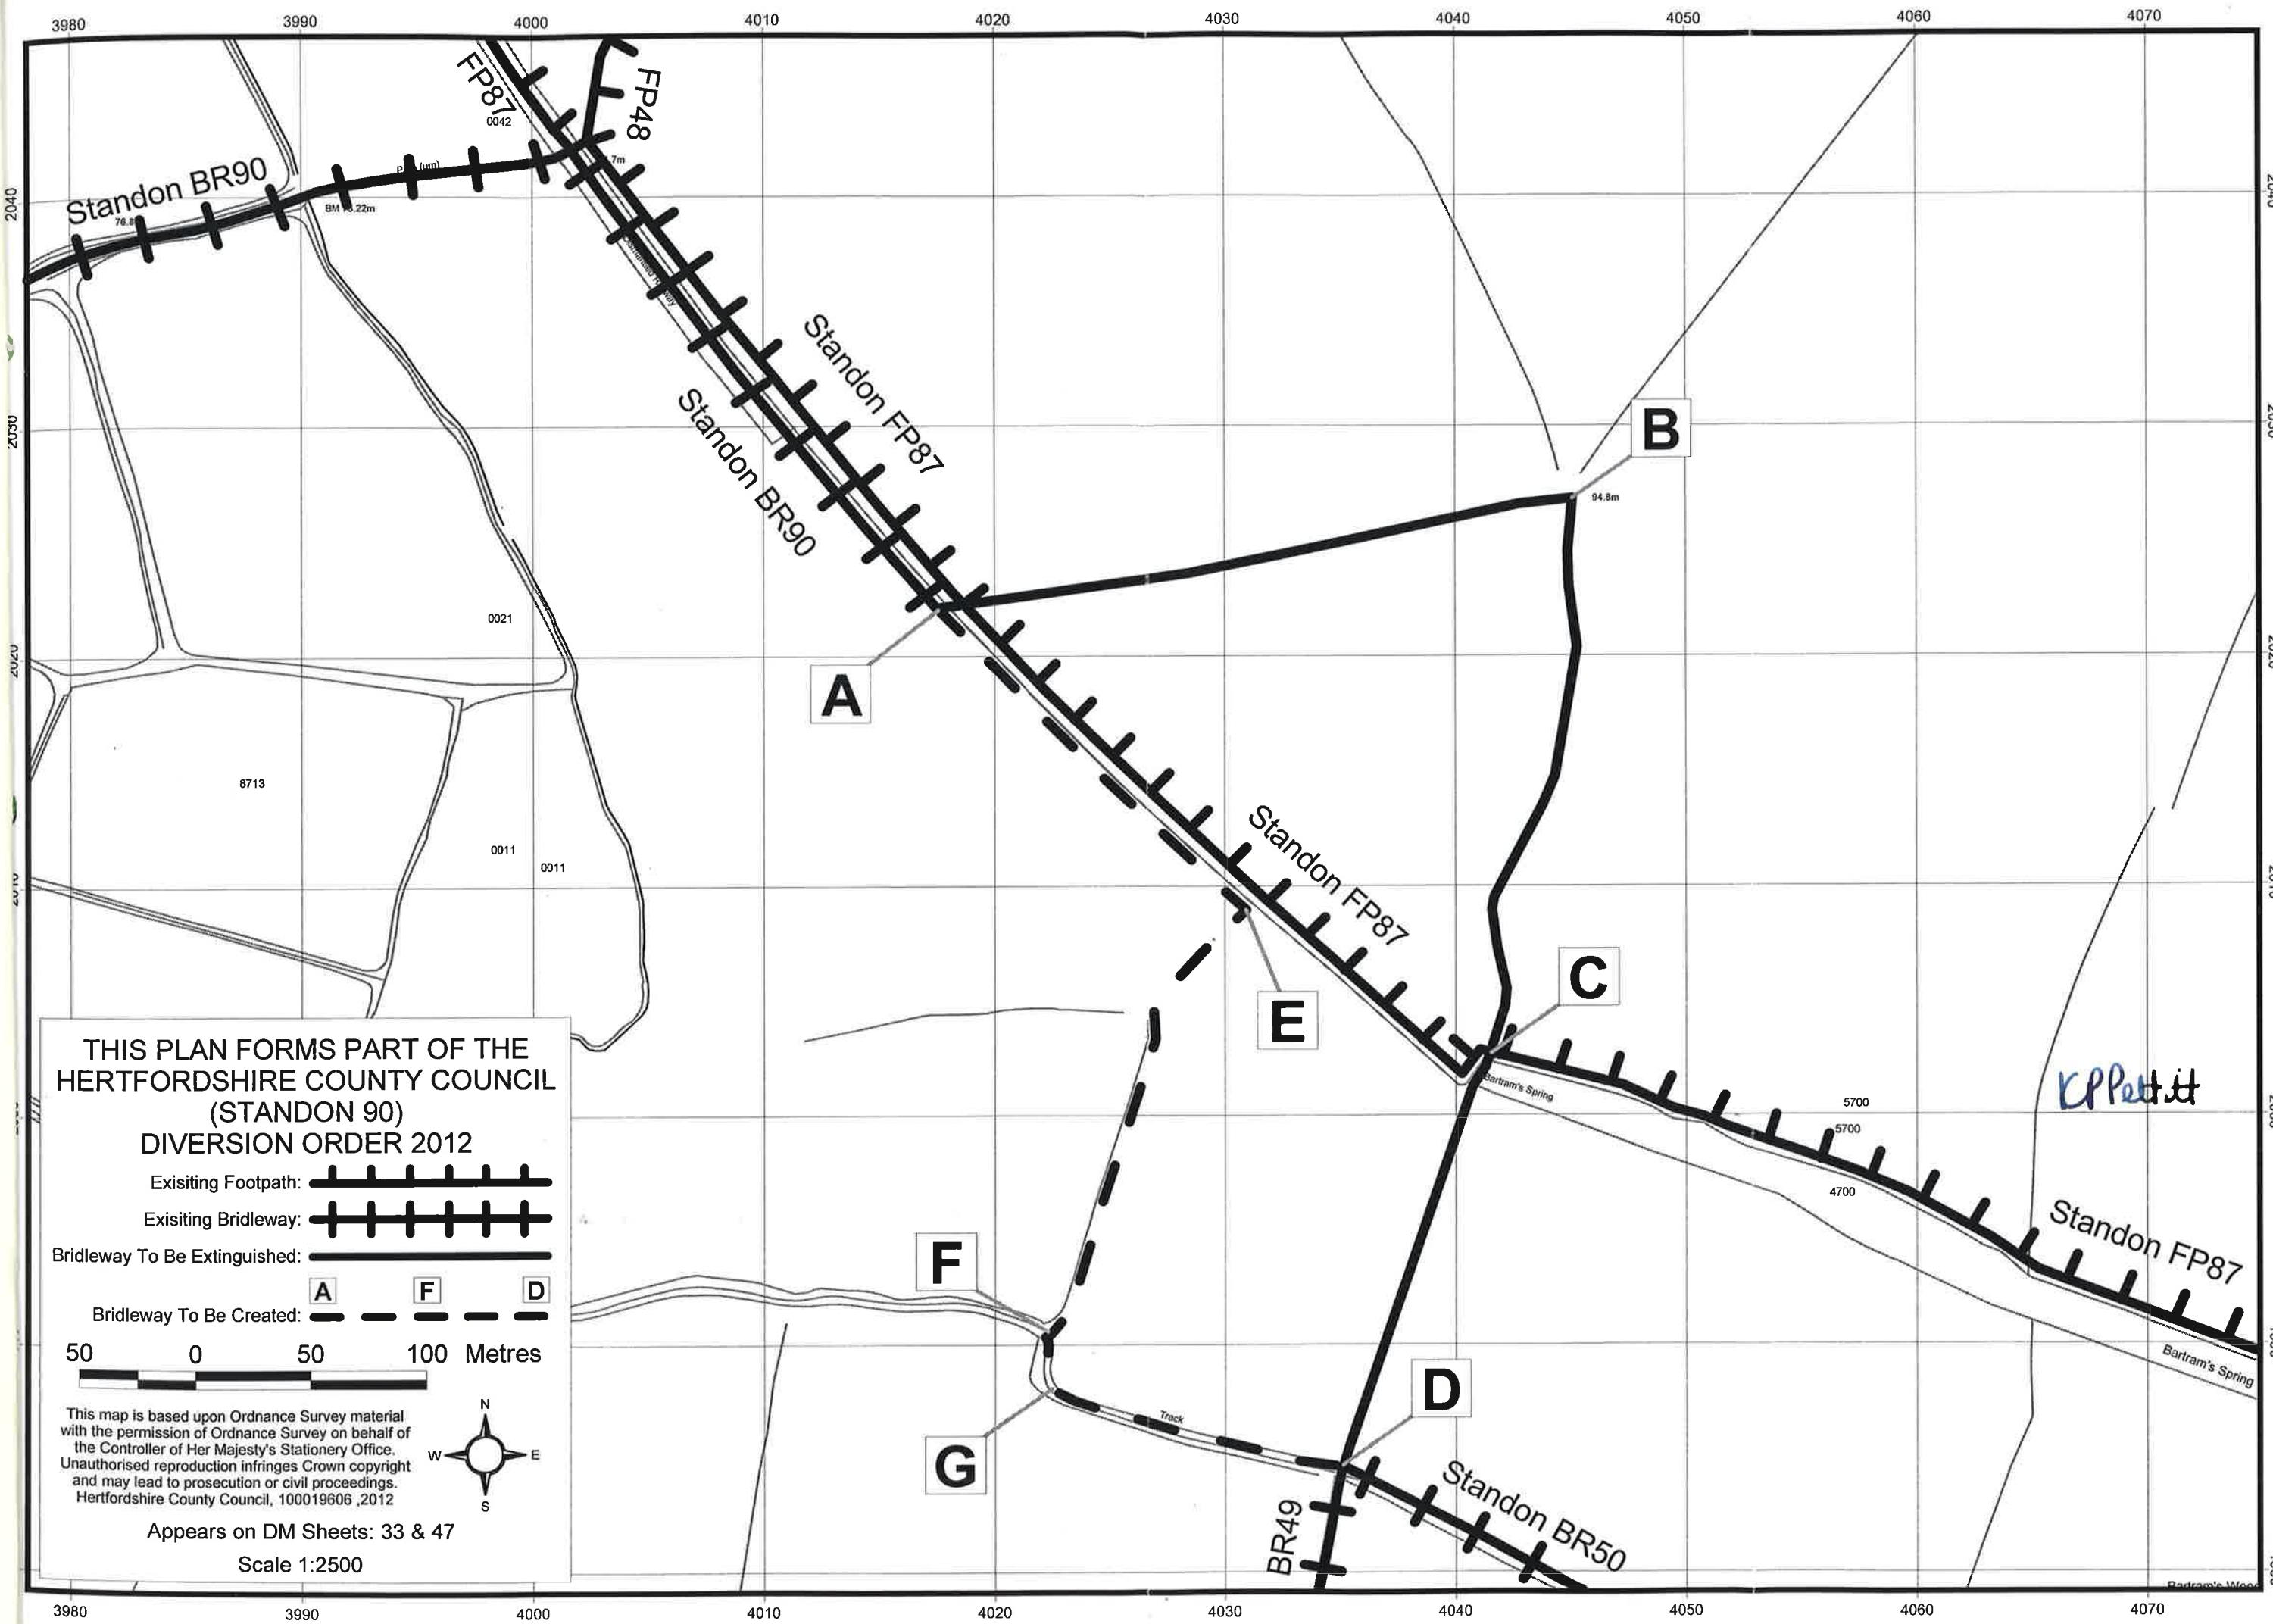 3980 3990 4000 4010 4020 4030 4040 4050 4060 4070
FP87
FP48
0042
Standon BR90
76.8
BM 22m
2040
2030
2020
Standon FP87
Standon BR90
B
94.8m
0021
A
8713
0011
0011
Standon FP87
E
C
Bartram's Spring
KPPettit
5700
5700
4700
Standon FP87
Bartram's Spring
F
G
Track
D
Standon BR50
BR49
THIS PLAN FORMS PART OF THE
HERTFORDSHIRE COUNTY COUNCIL
(STANDON 90)
DIVERSION ORDER 2012
Exisiting Footpath:
Exisiting Bridleway:
Bridleway To Be Extinguished:
A F D
Bridleway To Be Created:
50 0 50 100 Metres
This map is based upon Ordnance Survey material
with the permission of Ordnance Survey on behalf of
the Controller of Her Majesty's Stationery Office.
Unauthorised reproduction infringes Crown copyright
and may lead to prosecution or civil proceedings.
Hertfordshire County Council, 100019606 ,2012
N
W E
S
Appears on DM Sheets: 33 & 47
Scale 1:2500
3980 3990 4000 4010 4020 4030 4040 4050 4060 4070